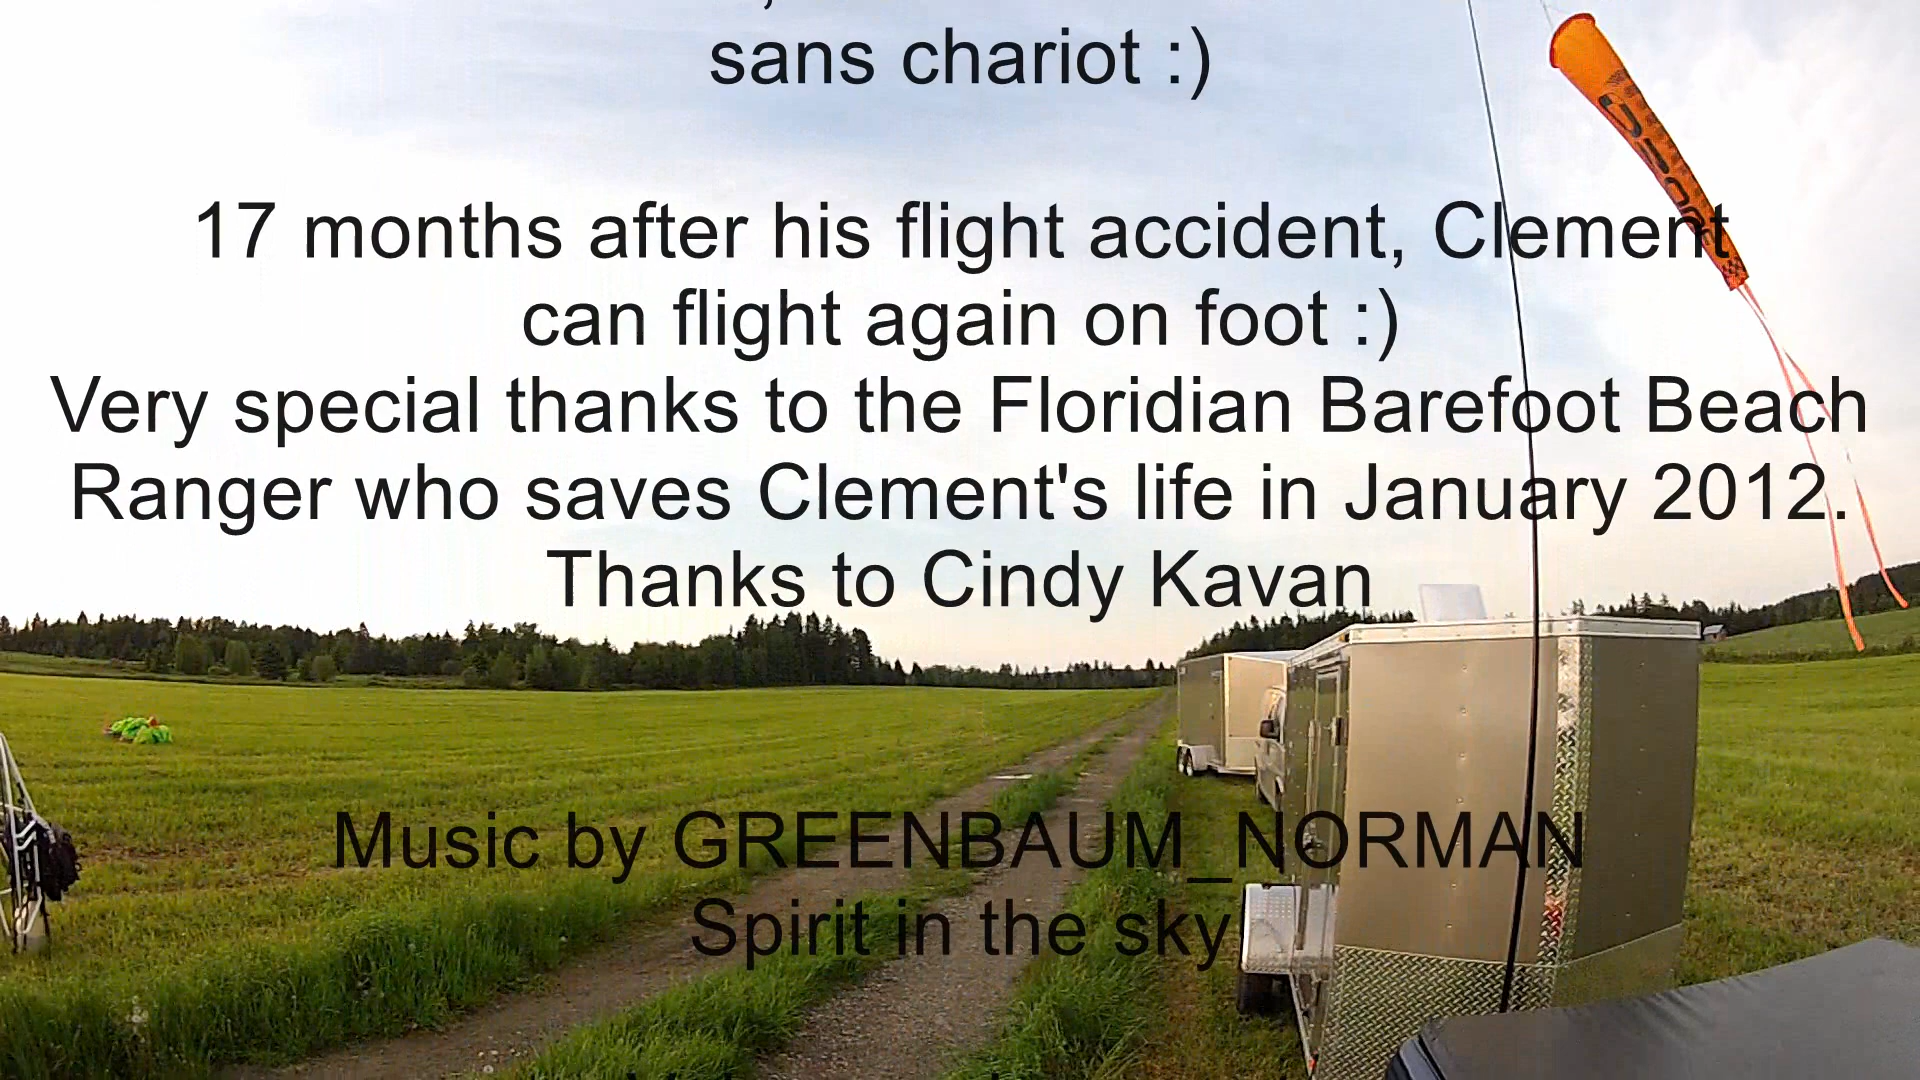 sans chariot :)
17 months after his flight accident, Clement
can flight again on foot :)
Very special thanks to the Floridian Barefoot Beach
Ranger who saves Clement's life in January 2012.
Thanks to Cindy Kavan
Music by GREENBAUM_NORMAN
Spirit in the sky